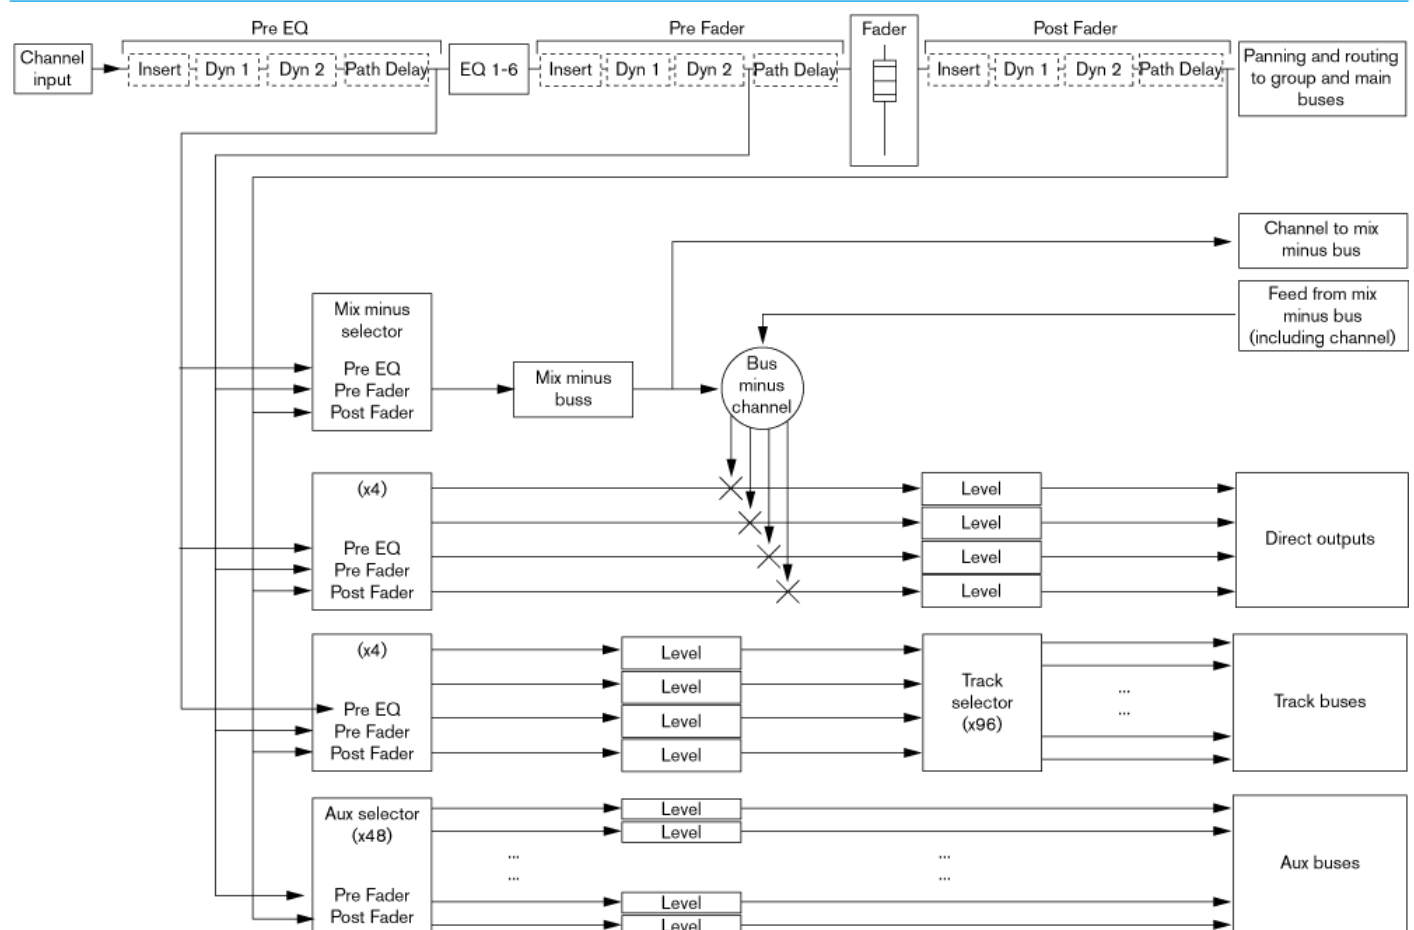 Pre EQ
Pre Fader
Fader
Post Fader
Channel
input
Insert
Dyn 1
Dyn 2
Path Delay
EQ 1-6
Insert
Dyn 1
Dyn 2
Path Delay
Insert
Dyn 1
Dyn 2
Path Delay
Panning and routing
to group and main
buses
Channel to mix
minus bus
Feed from mix
minus bus
(including channel)
Mix minus
selector
Pre EQ
Pre Fader
Post Fader
Mix minus
buss
Bus
minus
channel
(x4)
Pre EQ
Pre Fader
Post Fader
Level
Level
Level
Level
Direct outputs
(x4)
Pre EQ
Pre Fader
Post Fader
Level
Level
Level
Level
Track
selector
(x96)
...
...
Track buses
Aux selector
(x48)
Pre Fader
Post Fader
Level
Level
...
...
...
...
Level
Level
Aux buses